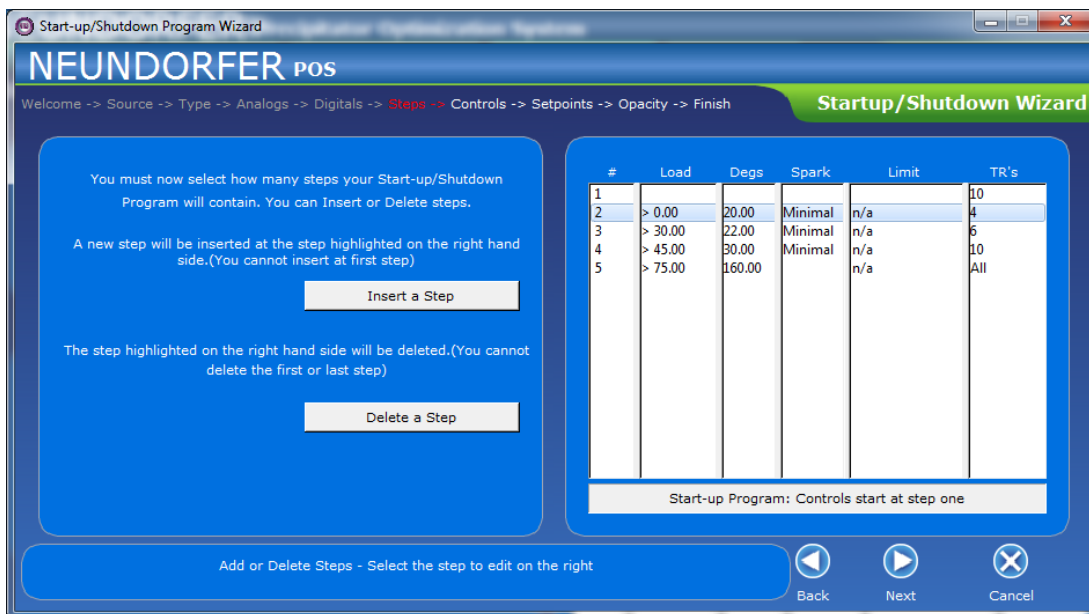 Start-up/Shutdown Program Wizard
NEUNDORFER POS
Welcome -> Source -> Type -> Analogs -> Digitals -> Steps -> Controls -> Setpoints -> Opacity -> Finish
Startup/Shutdown Wizard
You must now select how many steps your Start-up/Shutdown
Program will contain. You can Insert or Delete steps.
A new step will be inserted at the step highlighted on the right hand
side.(You cannot insert at first step)
Insert a Step
The step highlighted on the right hand side will be deleted.(You cannot
delete the first or last step)
Delete a Step
# Load Degs Spark Limit TR's
1 10
2 > 0.00 20.00 Minimal n/a 4
3 > 30.00 22.00 Minimal n/a 6
4 > 45.00 30.00 Minimal n/a 10
5 > 75.00 160.00 n/a All
Start-up Program: Controls start at step one
Add or Delete Steps - Select the step to edit on the right
Back Next Cancel